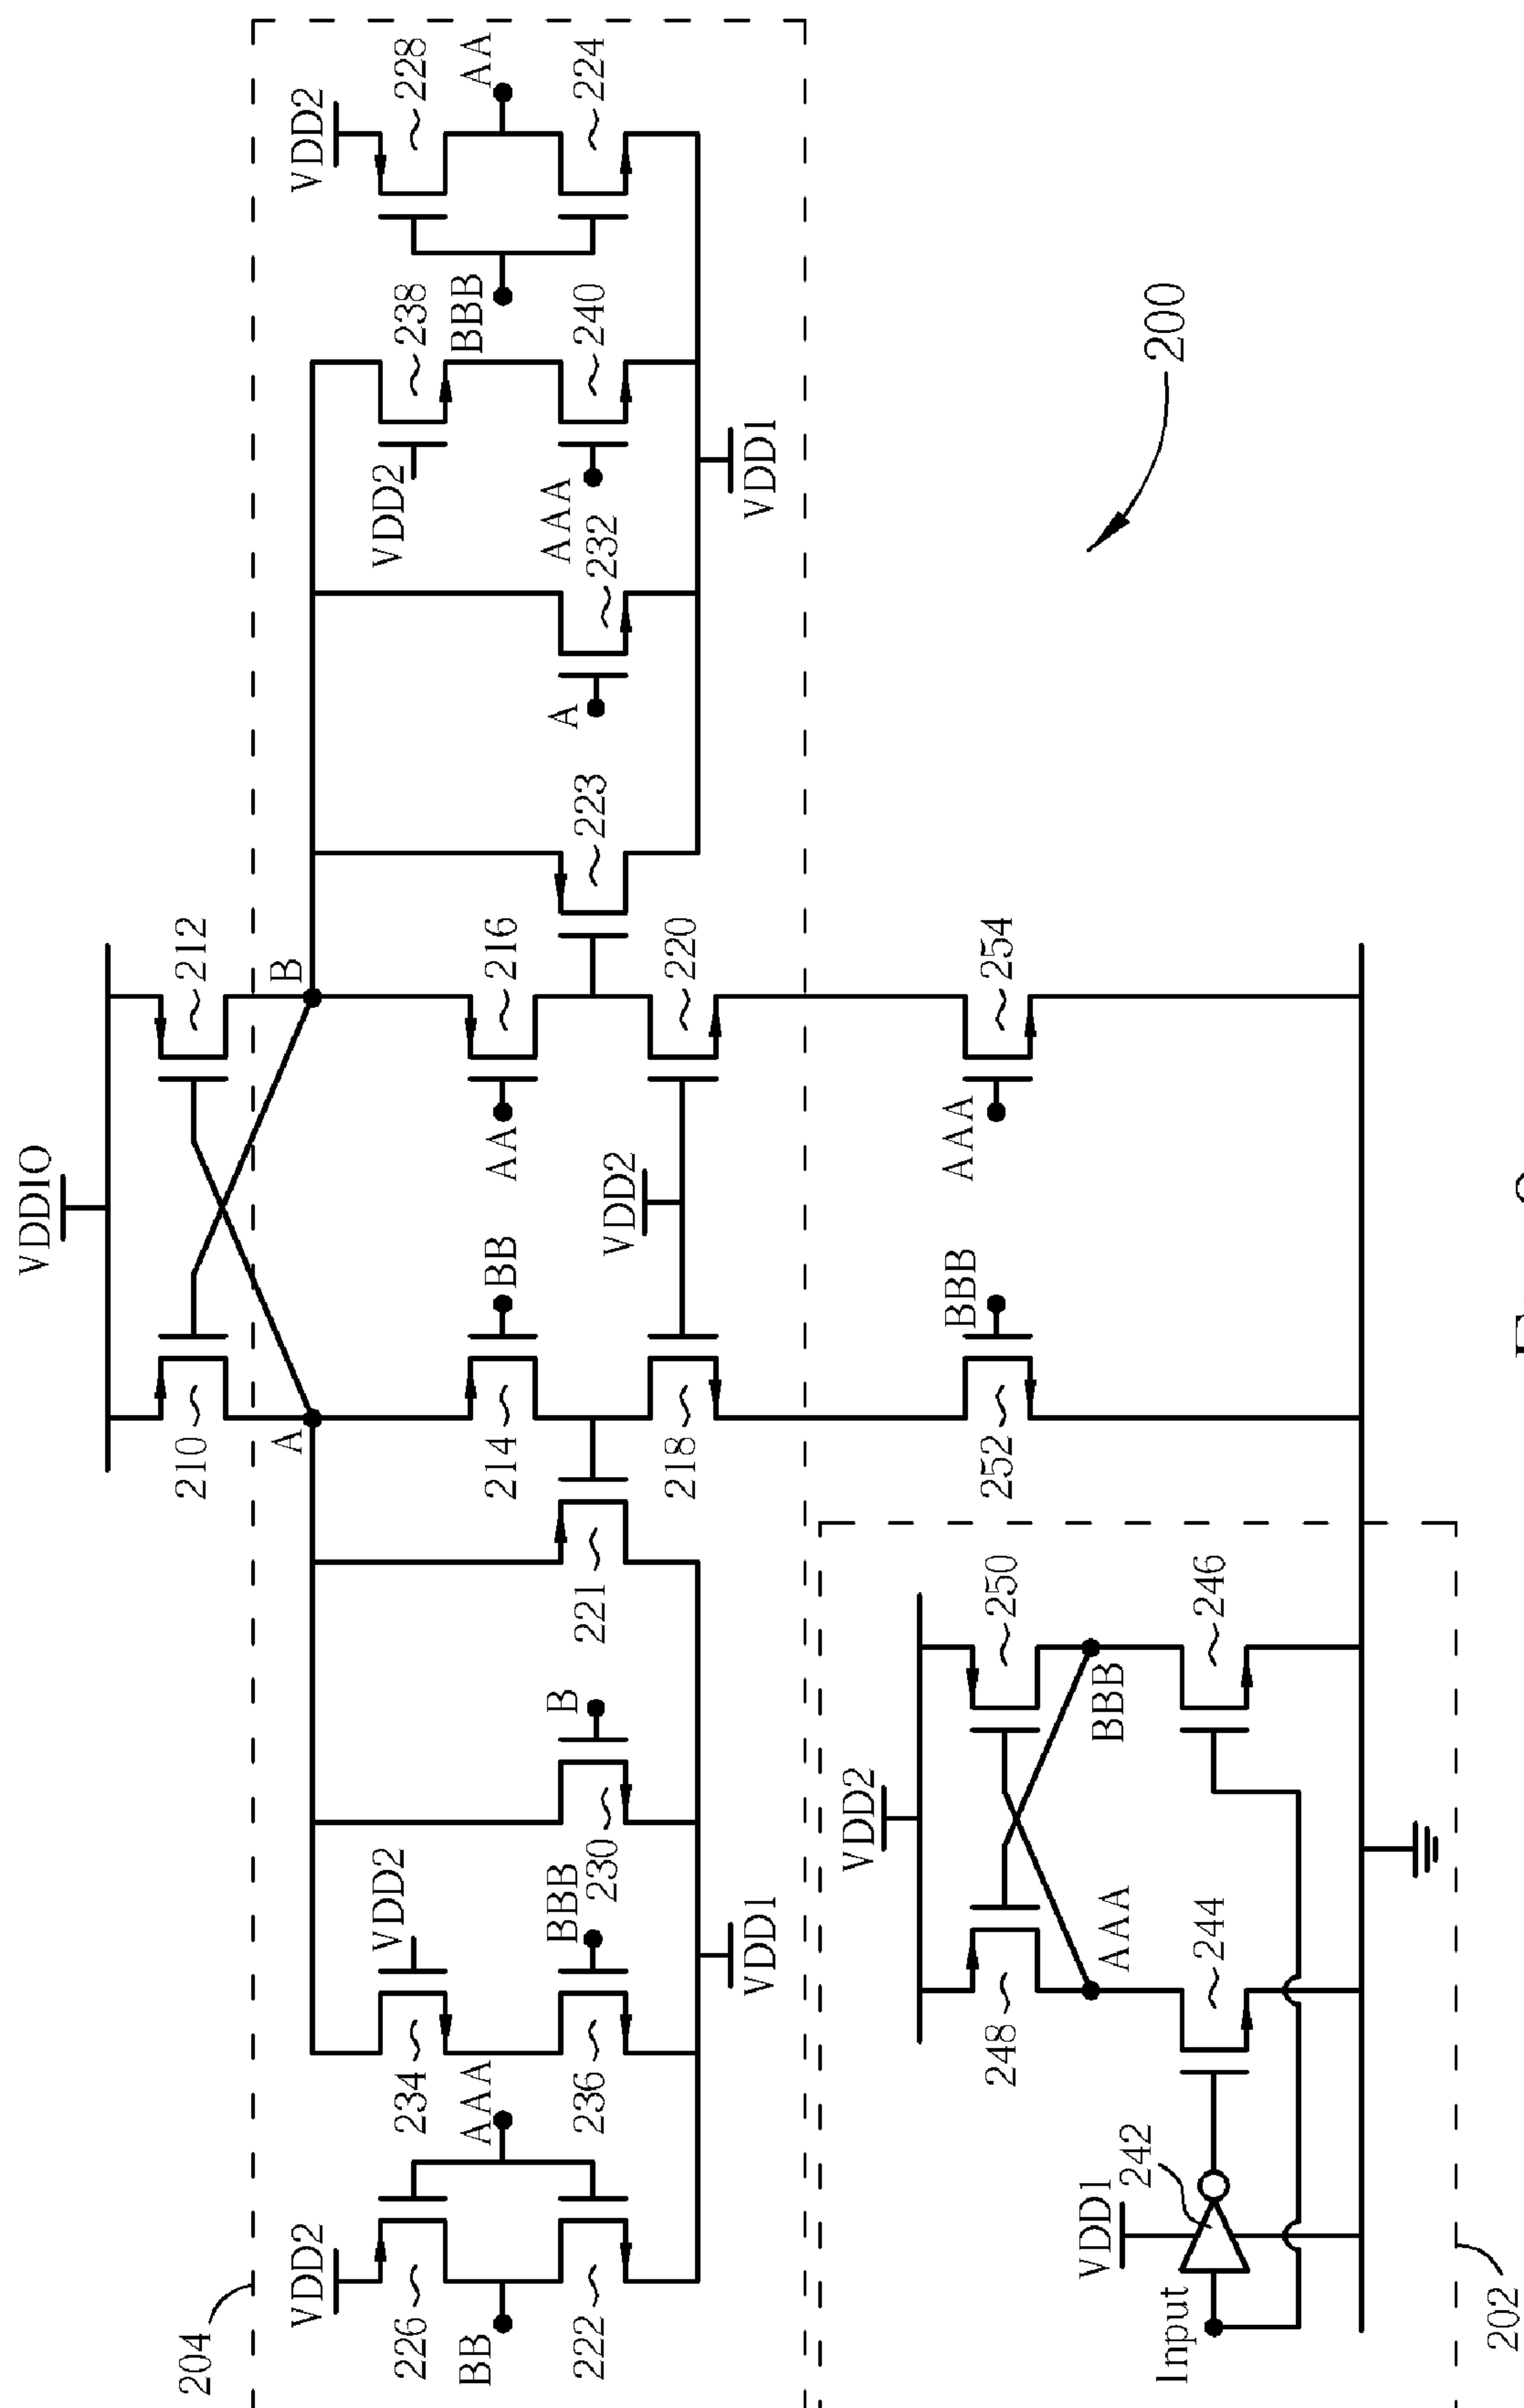 VDDIO
210
212
A
B
204
VDD2
226
BB
222
AAA
234
236
VDD2
BBB
230
B
221
VDD1
214
BB
AA
216
218
VDD2
220
223
A
232
AAA
VDD2
238
BBB
240
VDD1
VDD2
228
AA
224
252
BBB
AAA
254
VDD2
248
250
AAA
BBB
244
246
VDD1
242
Input
202
200